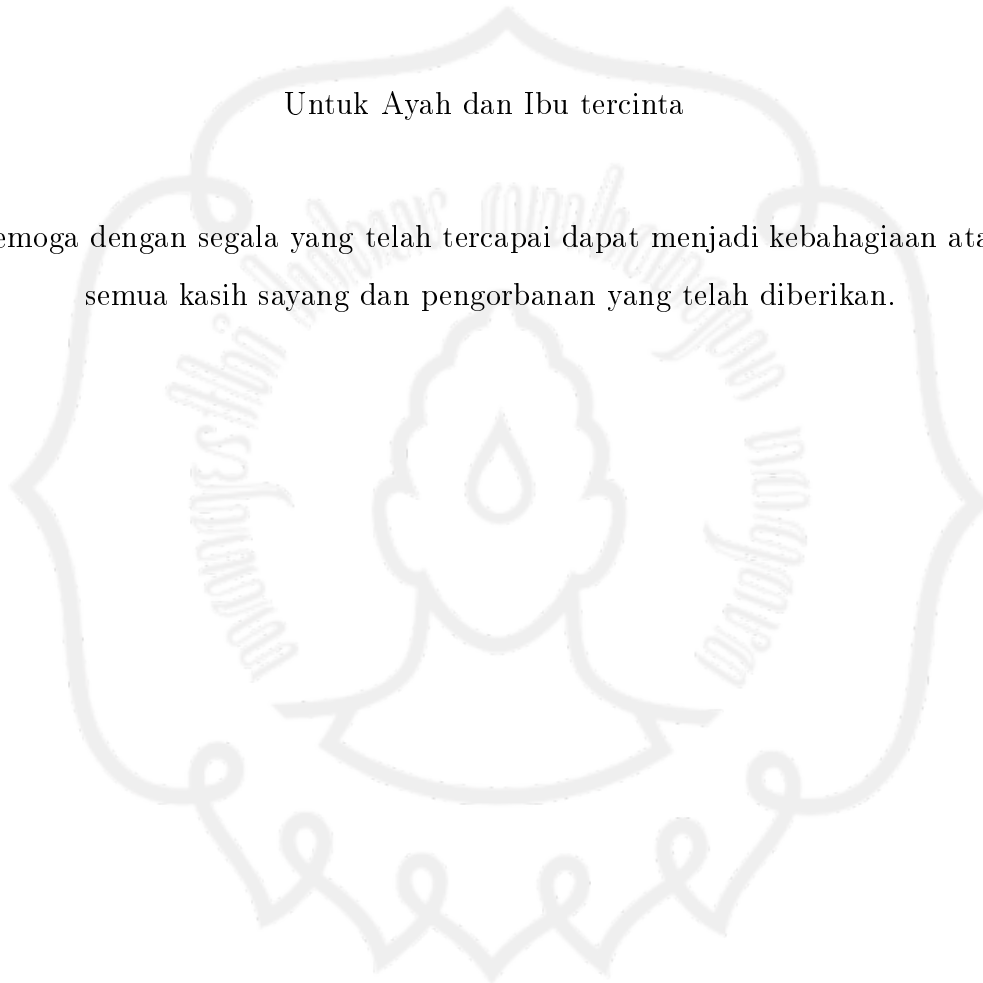 Untuk Ayah dan Ibu tercinta
emoga dengan segala yang telah tercapai dapat menjadi kebahagiaan ata
semua kasih sayang dan pengorbanan yang telah diberikan.